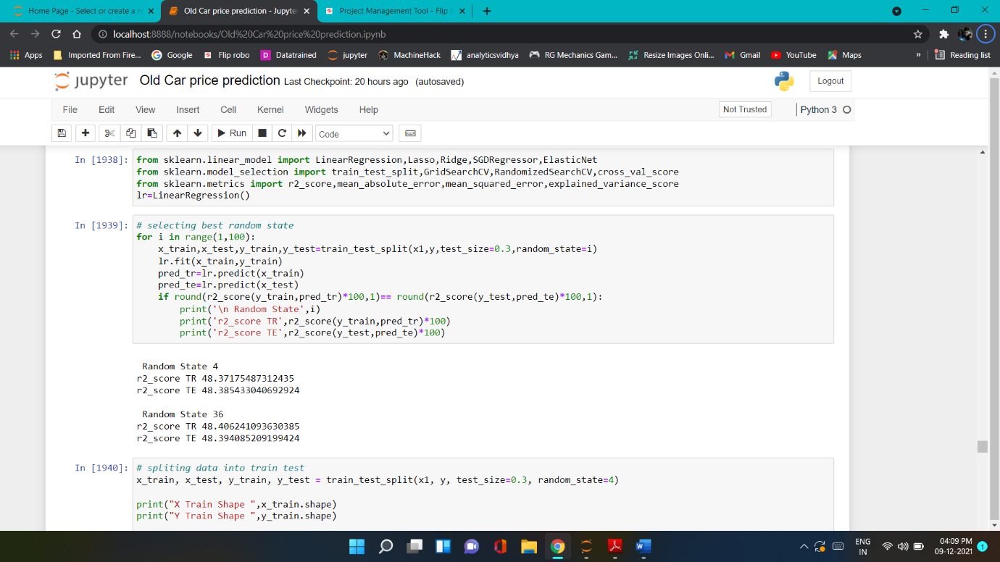 Home Page - Select or create a n
Old Car price prediction - Jupyter
Project Management Tool - Flip
localhost:8888/notebooks/Old%20Car%20price%20prediction.ipynb
Apps Imported From Fire... Google Flip robo Datatrained jupyter MachineHack analyticsvidhya RG Mechanics Gam... Resize Images Onli... Gmail YouTube Maps » Reading list
jupyter Old Car price prediction Last Checkpoint: 20 hours ago (autosaved) Logout
File Edit View Insert Cell Kernel Widgets Help Not Trusted Python 3
Run Code
In [1938]: from sklearn.linear_model import LinearRegression,Lasso,Ridge,SGDRegressor,ElasticNet
from sklearn.model_selection import train_test_split,GridSearchCV,RandomizedSearchCV,cross_val_score
from sklearn.metrics import r2_score,mean_absolute_error,mean_squared_error,explained_variance_score
lr=LinearRegression()
In [1939]: # selecting best random state
for i in range(1,100):
    x_train,x_test,y_train,y_test=train_test_split(x1,y,test_size=0.3,random_state=i)
    lr.fit(x_train,y_train)
    pred_tr=lr.predict(x_train)
    pred_te=lr.predict(x_test)
    if round(r2_score(y_train,pred_tr)*100,1)== round(r2_score(y_test,pred_te)*100,1):
        print('\n Random State',i)
        print('r2_score TR',r2_score(y_train,pred_tr)*100)
        print('r2_score TE',r2_score(y_test,pred_te)*100)
Random State 4
r2_score TR 48.37175487312435
r2_score TE 48.385433040692924
Random State 36
r2_score TR 48.406241093630385
r2_score TE 48.394085209199424
In [1940]: # spliting data into train test
x_train, x_test, y_train, y_test = train_test_split(x1, y, test_size=0.3, random_state=4)
print("X Train Shape ",x_train.shape)
print("Y Train Shape ",y_train.shape)
ENG
IN
04:09 PM
09-12-2021
1